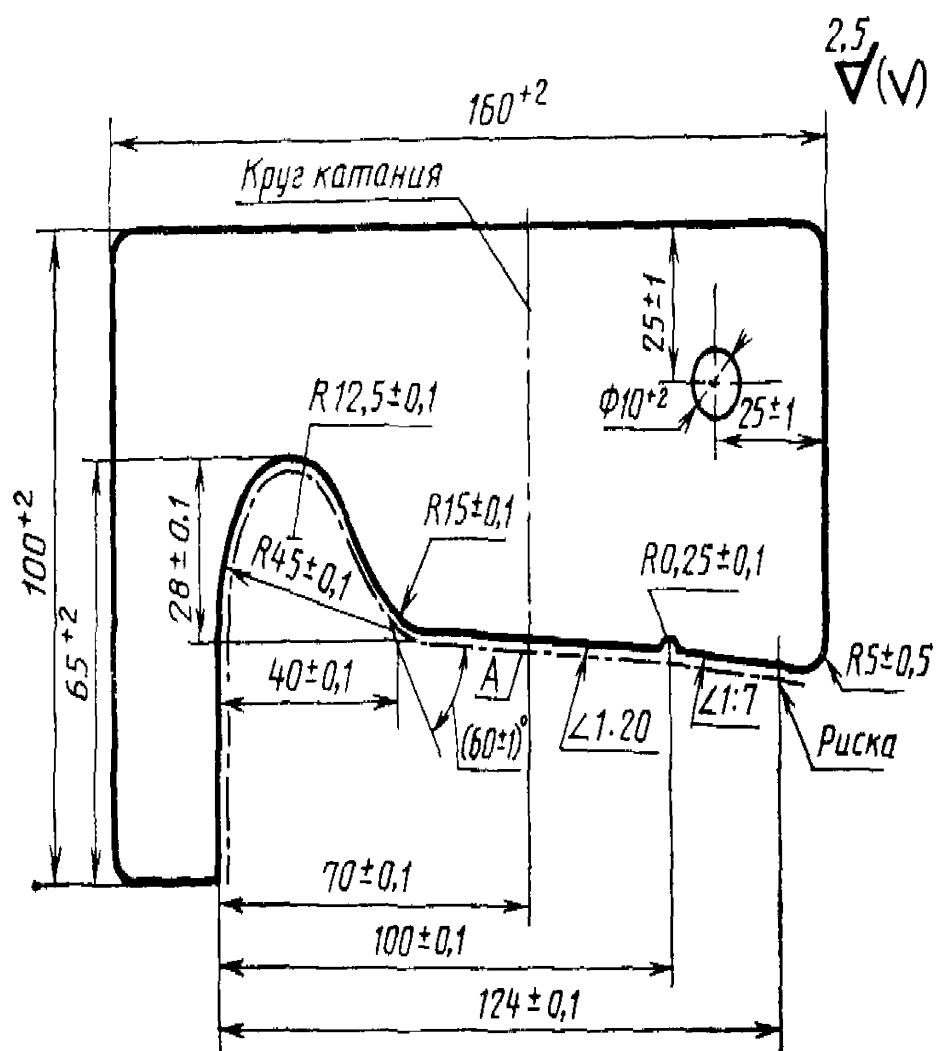 2,5
(√)
160⁺²
Круг катания
25±1
R12,5±0,1
Ф10⁺²
25±1
100⁺²
65⁺²
28±0.1
R45±0,1
R15±0,1
R0,25±0,1
40±0,1
(60±1)°
A
∠1:20
∠1:7
R5±0,5
Риска
70±0,1
100±0,1
124±0,1